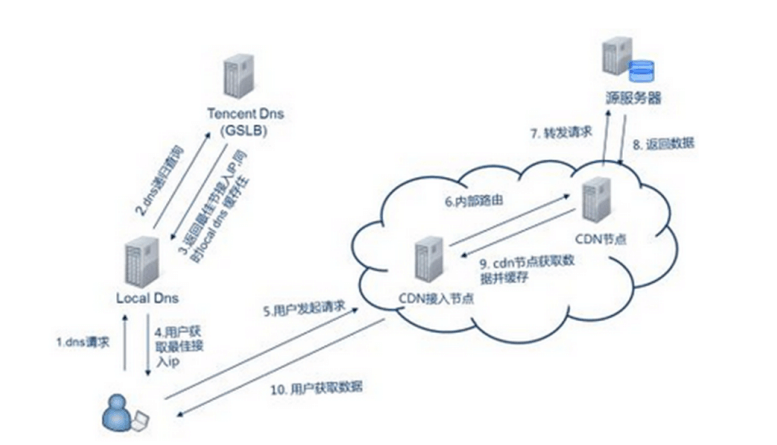 Tencent Dns
(GSLB)
源服务器
7. 转发请求
8. 返回数据
2.dns递归查询
3.返回最佳节接入IP,同
时local dns 缓存住
6.内部路由
CDN节点
9. cdn节点获取数
据并缓存
CDN接入节点
Local Dns
5.用户发起请求
1.dns请求
4.用户获
取最佳接
入ip
10. 用户获取数据